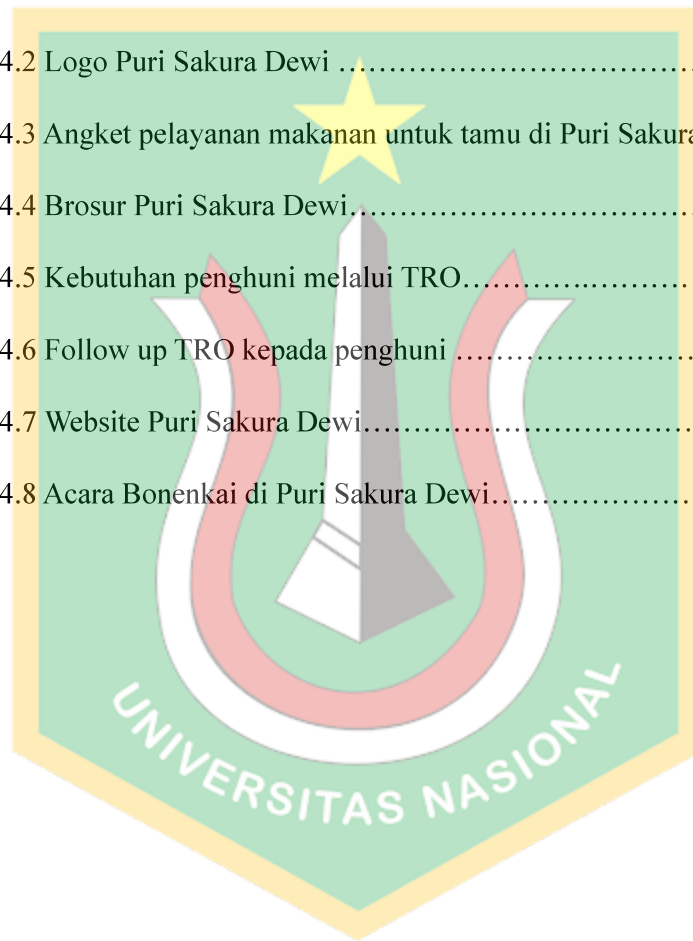 4.2 Logo Puri Sakura Dewi ……………………………………
4.3 Angket pelayanan makanan untuk tamu di Puri Sakura
4.4 Brosur Puri Sakura Dewi……………………………………
4.5 Kebutuhan penghuni melalui TRO…………..……………
4.6 Follow up TRO kepada penghuni …………………………
4.7 Website Puri Sakura Dewi…………………………………
4.8 Acara Bonenkai di Puri Sakura Dewi……………………
UNIVERSITAS NASIONAL